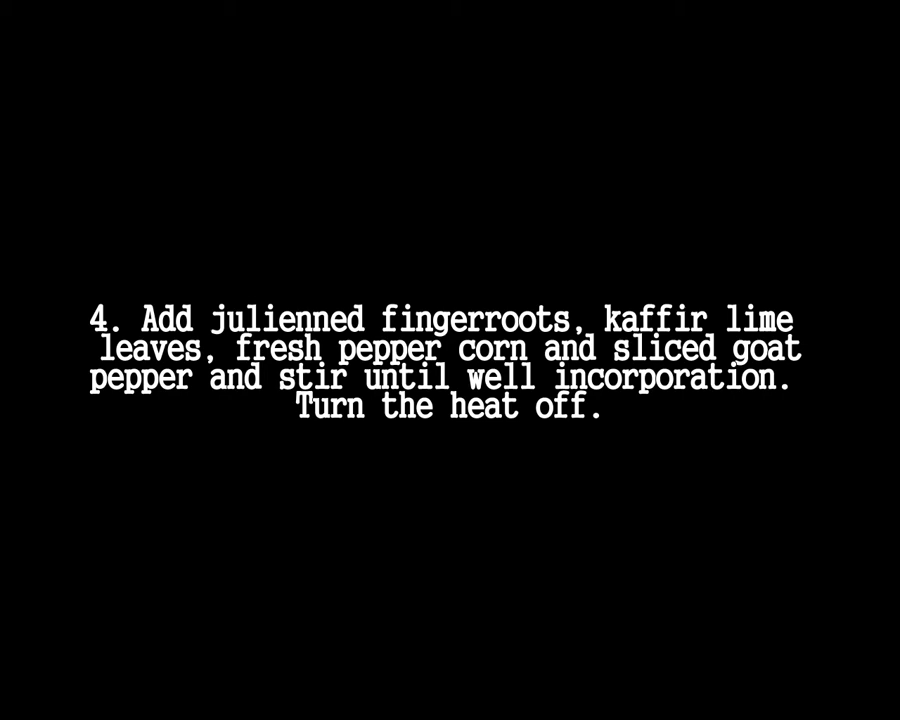 4. Add julienned fingerroots, kaffir lime
leaves, fresh pepper corn and sliced goat
pepper and stir until well incorporation.
Turn the heat off.